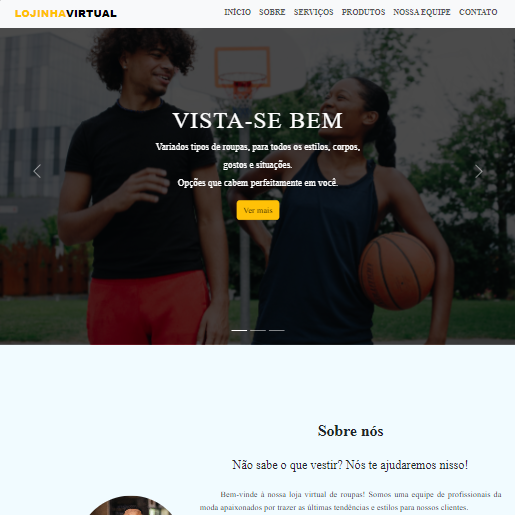 LOJINHAVIRTUAL
INÍCIO SOBRE SERVIÇOS PRODUTOS NOSSA EQUIPE CONTATO
VISTA-SE BEM
Variados tipos de roupas, para todos os estilos, corpos,
gostos e situações.
Opções que cabem perfeitamente em você.
Ver mais
Sobre nós
Não sabe o que vestir? Nós te ajudaremos nisso!
Bem-vinde à nossa loja virtual de roupas! Somos uma equipe de profissionais da
moda apaixonados por trazer as últimas tendências e estilos para nossos clientes.